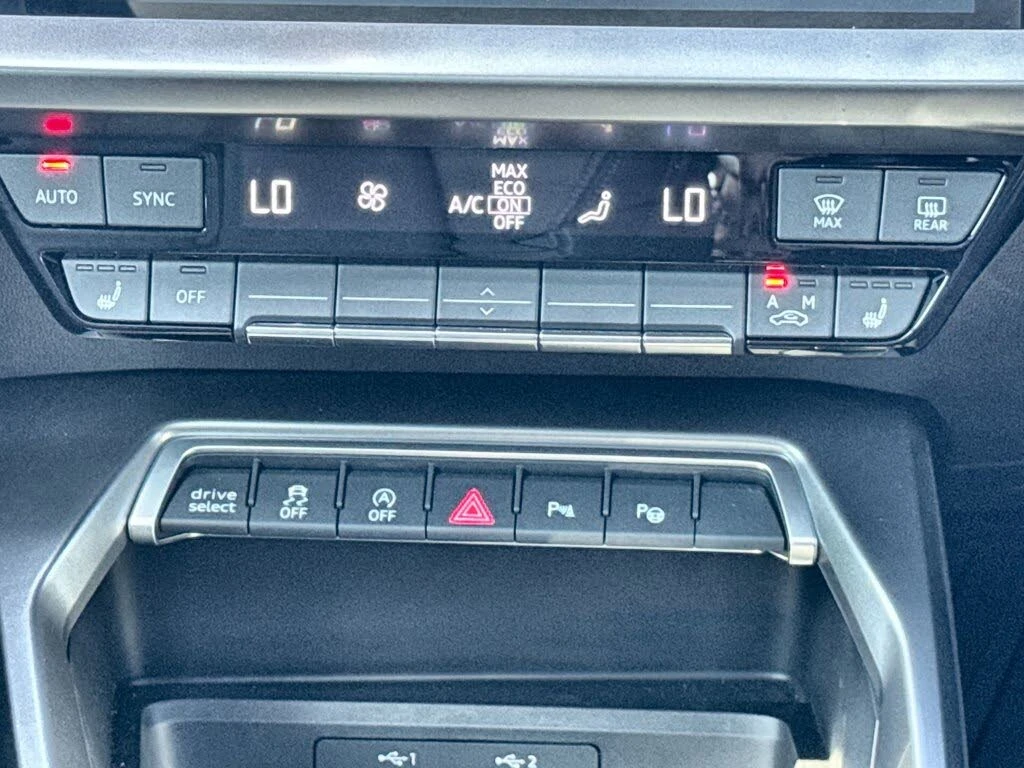 AUTO
SYNC
LO
A/C
MAX
ECO
ON
OFF
LO
MAX
REAR
OFF
A M
drive
select
OFF
A
OFF
P
P
1
2